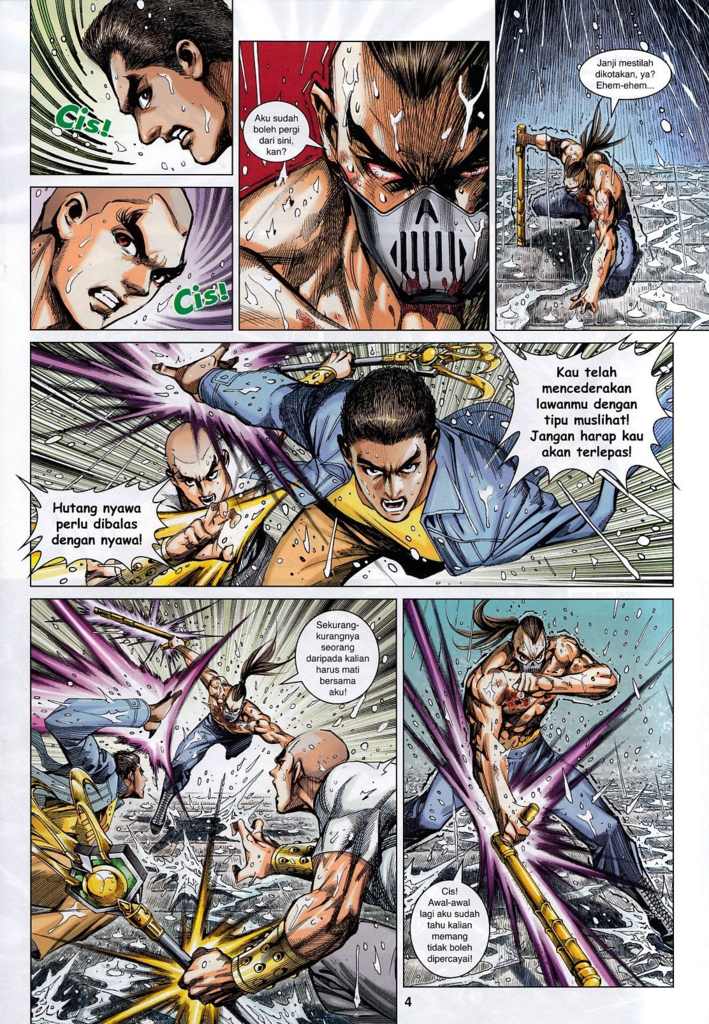 Cis!
Cis!
Aku sudah
boleh pergi
dari sini,
kan?
Janji mestilah
dikotakan, ya?
Ehem-ehem...
Kau telah
mencederakan
lawanmu dengan
tipu muslihat!
Jangan harap kau
akan terlepas!
Hutang nyawa
perlu dibalas
dengan nyawa!
Sekurang-
kurangnya
seorang
daripada kalian
harus mati
bersama
aku!
Cis!
Awal-awal
lagi aku sudah
tahu kalian
memang
tidak boleh
dipercayai!
4